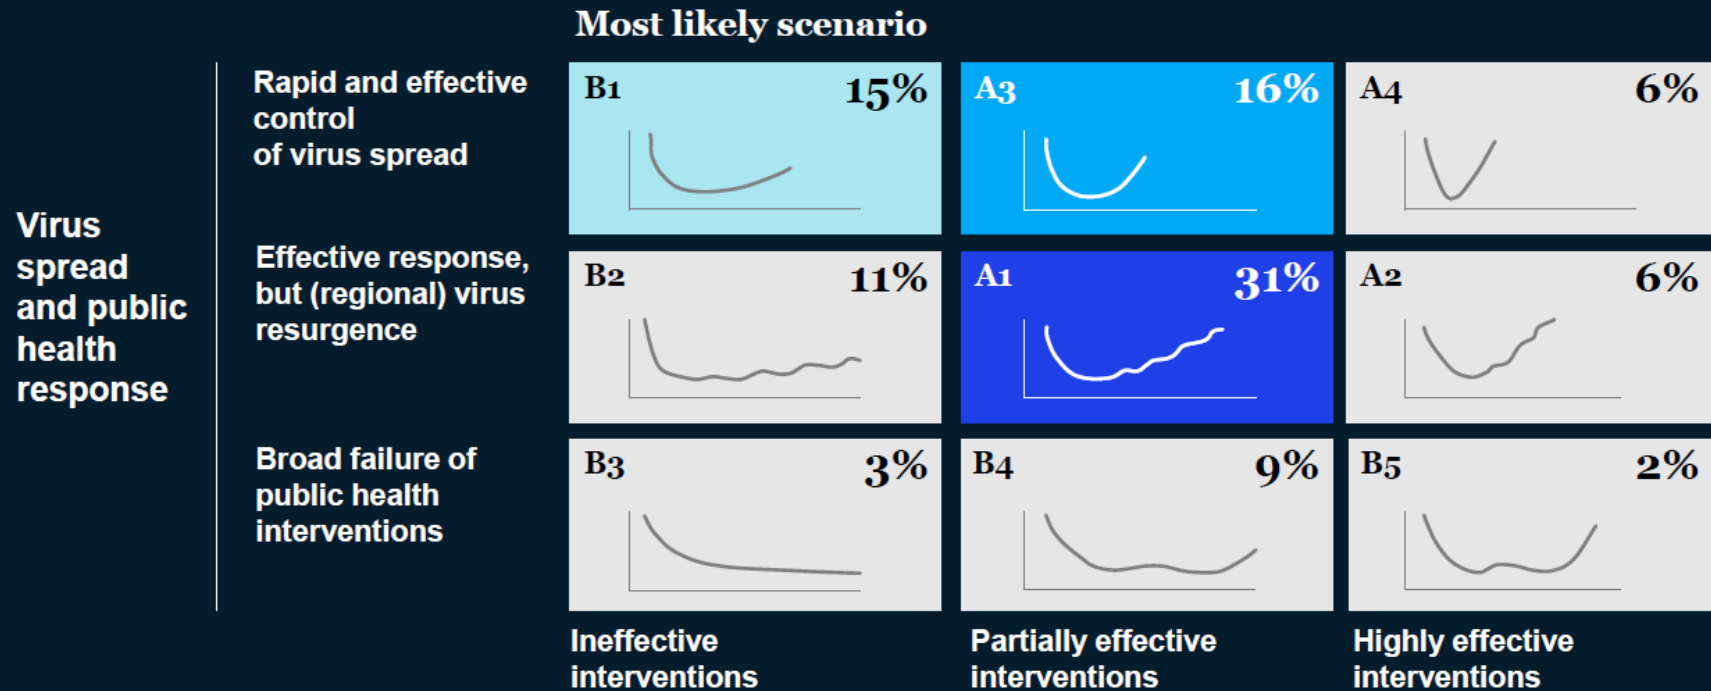 Most likely scenario
Virus
spread
and public
health
response
Rapid and effective
control
of virus spread
B1 15%
A3 16%
A4 6%
Effective response,
but (regional) virus
resurgence
B2 11%
A1 31%
A2 6%
Broad failure of
public health
interventions
B3 3%
B4 9%
B5 2%
Ineffective
interventions
Partially effective
interventions
Highly effective
interventions